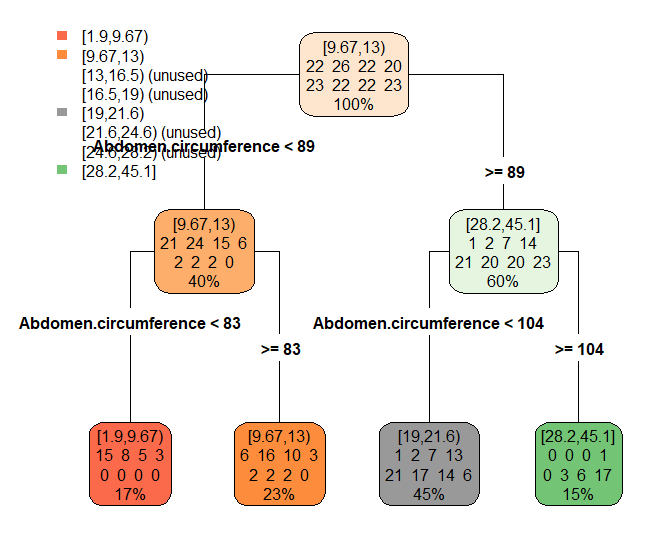 [1.9,9.67)
[9.67,13)
[13,16.5) (unused)
[16.5,19) (unused)
[19,21.6)
[21.6,24.6) (unused)
[24.6,28.2) (unused)
[28.2,45.1]
[9.67,13)
22 26 22 20
23 22 22 23
100%
Abdomen.circumference < 89
>= 89
[9.67,13)
21 24 15 6
2 2 2 0
40%
[28.2,45.1]
1 2 7 14
21 20 20 23
60%
Abdomen.circumference < 83
>= 83
Abdomen.circumference < 104
>= 104
[1.9,9.67)
15 8 5 3
0 0 0 0
17%
[9.67,13)
6 16 10 3
2 2 2 0
23%
[19,21.6)
1 2 7 13
21 17 14 6
45%
[28.2,45.1]
0 0 0 1
0 3 6 17
15%